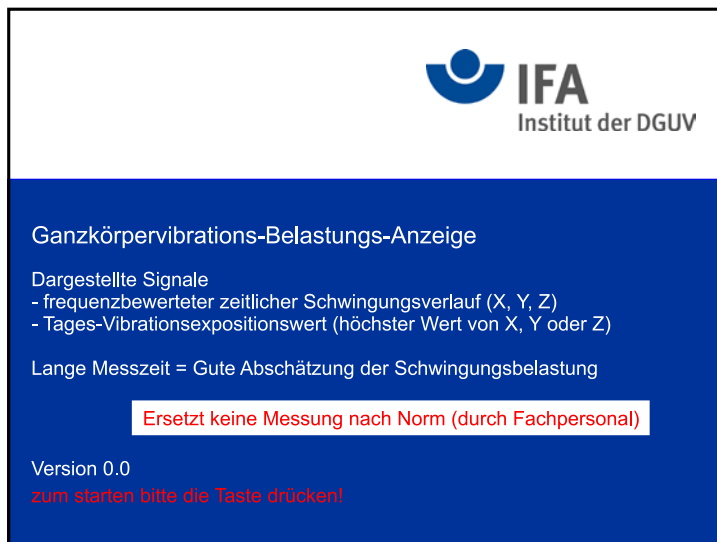 IFA
Institut der DGUV
Ganzkörpervibrations-Belastungs-Anzeige
Dargestellte Signale
- frequenzbewerteter zeitlicher Schwingungsverlauf (X, Y, Z)
- Tages-Vibrationsexpositionswert (höchster Wert von X, Y oder Z)
Lange Messzeit = Gute Abschätzung der Schwingungsbelastung
Ersetzt keine Messung nach Norm (durch Fachpersonal)
Version 0.0
zum starten bitte die Taste drücken!